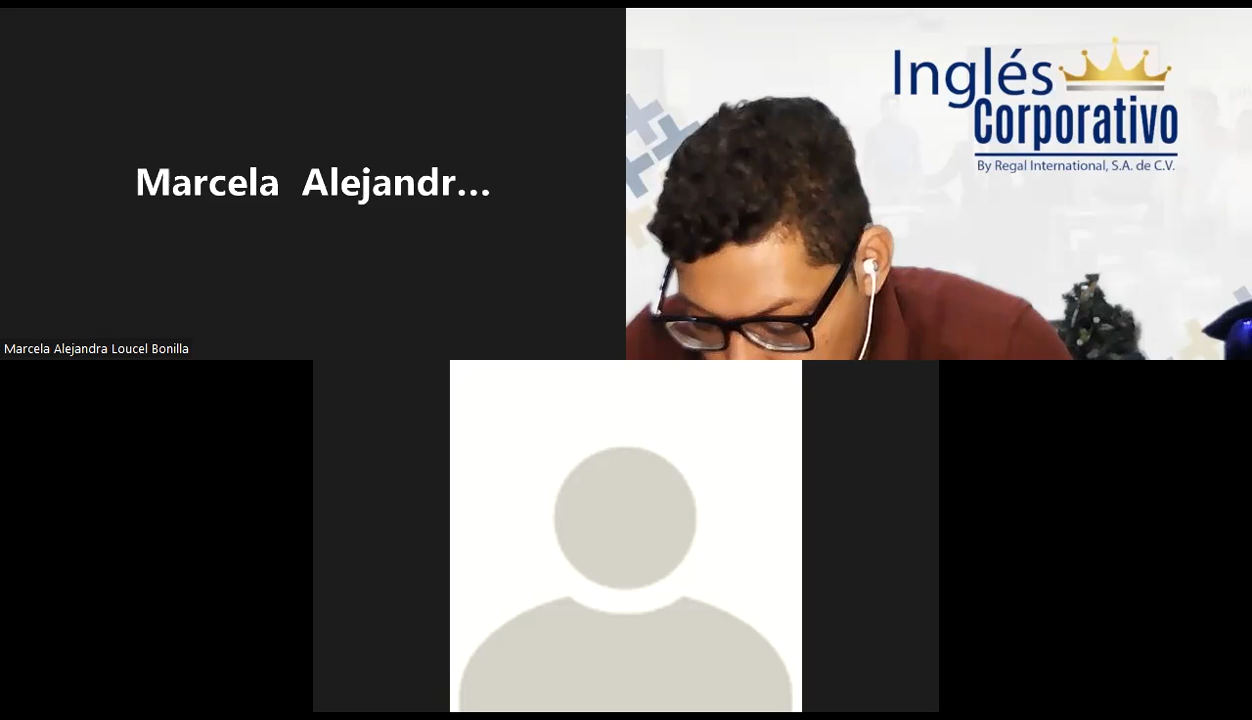 Marcela Alejandr...
Marcela Alejandra Loucel Bonilla
Inglés
Corporativo
By Regal International, S.A. de C.V.